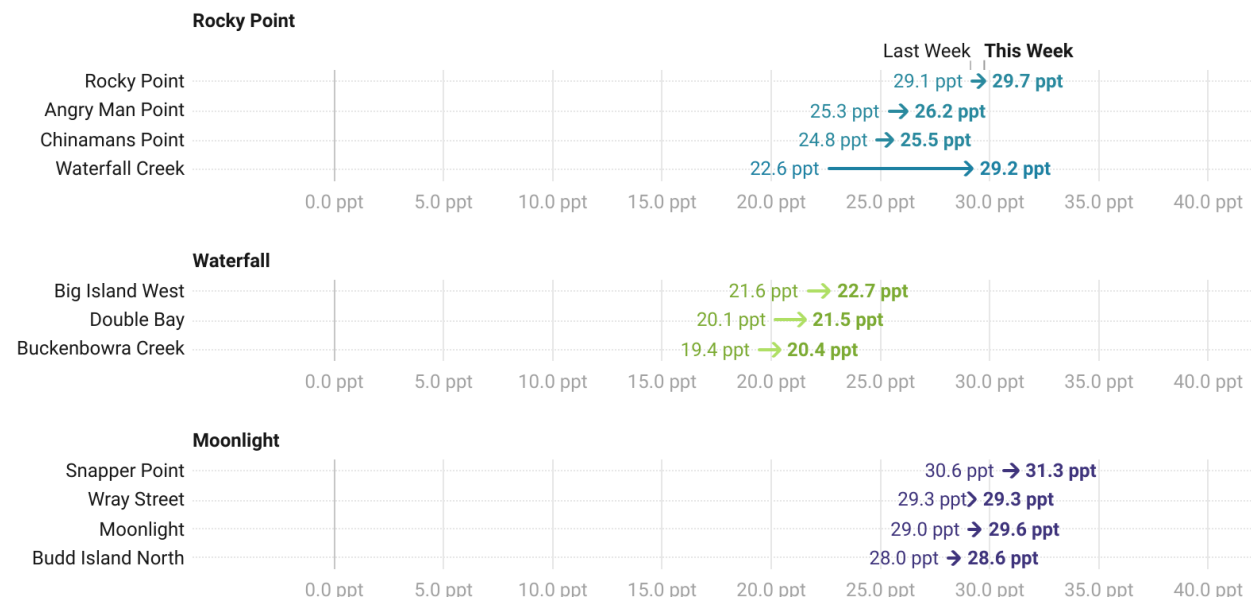 Rocky Point
Last Week This Week
Rocky Point 29.1 ppt 29.7 ppt
Angry Man Point 25.3 ppt 26.2 ppt
Chinamans Point 24.8 ppt 25.5 ppt
Waterfall Creek 22.6 ppt 29.2 ppt
0.0 ppt 5.0 ppt 10.0 ppt 15.0 ppt 20.0 ppt 25.0 ppt 30.0 ppt 35.0 ppt 40.0 ppt
Waterfall
Big Island West 21.6 ppt 22.7 ppt
Double Bay 20.1 ppt 21.5 ppt
Buckenbowra Creek 19.4 ppt 20.4 ppt
0.0 ppt 5.0 ppt 10.0 ppt 15.0 ppt 20.0 ppt 25.0 ppt 30.0 ppt 35.0 ppt 40.0 ppt
Moonlight
Snapper Point 30.6 ppt 31.3 ppt
Wray Street 29.3 ppt 29.3 ppt
Moonlight 29.0 ppt 29.6 ppt
Budd Island North 28.0 ppt 28.6 ppt
0.0 ppt 5.0 ppt 10.0 ppt 15.0 ppt 20.0 ppt 25.0 ppt 30.0 ppt 35.0 ppt 40.0 ppt